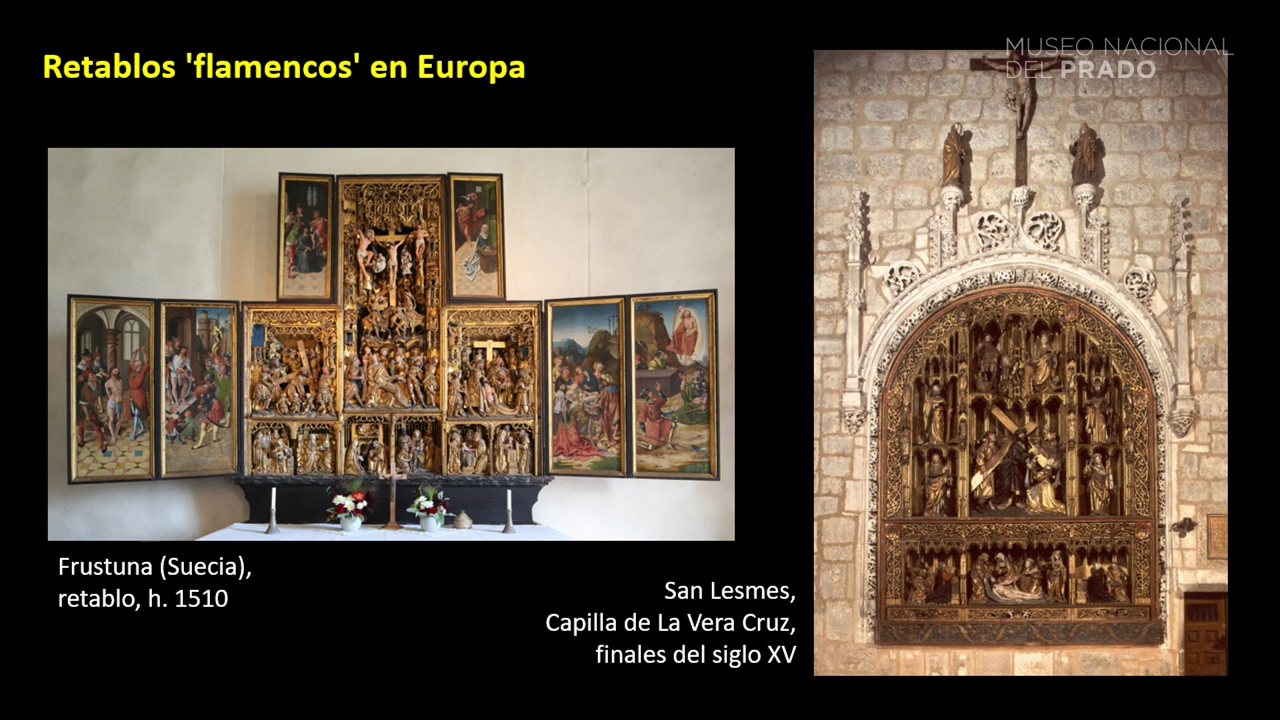 Retablos 'flamencos' en Europa
MUSEO NACIONAL
DEL PRADO
Frustuna (Suecia),
retablo, h. 1510
San Lesmes,
Capilla de La Vera Cruz,
finales del siglo XV